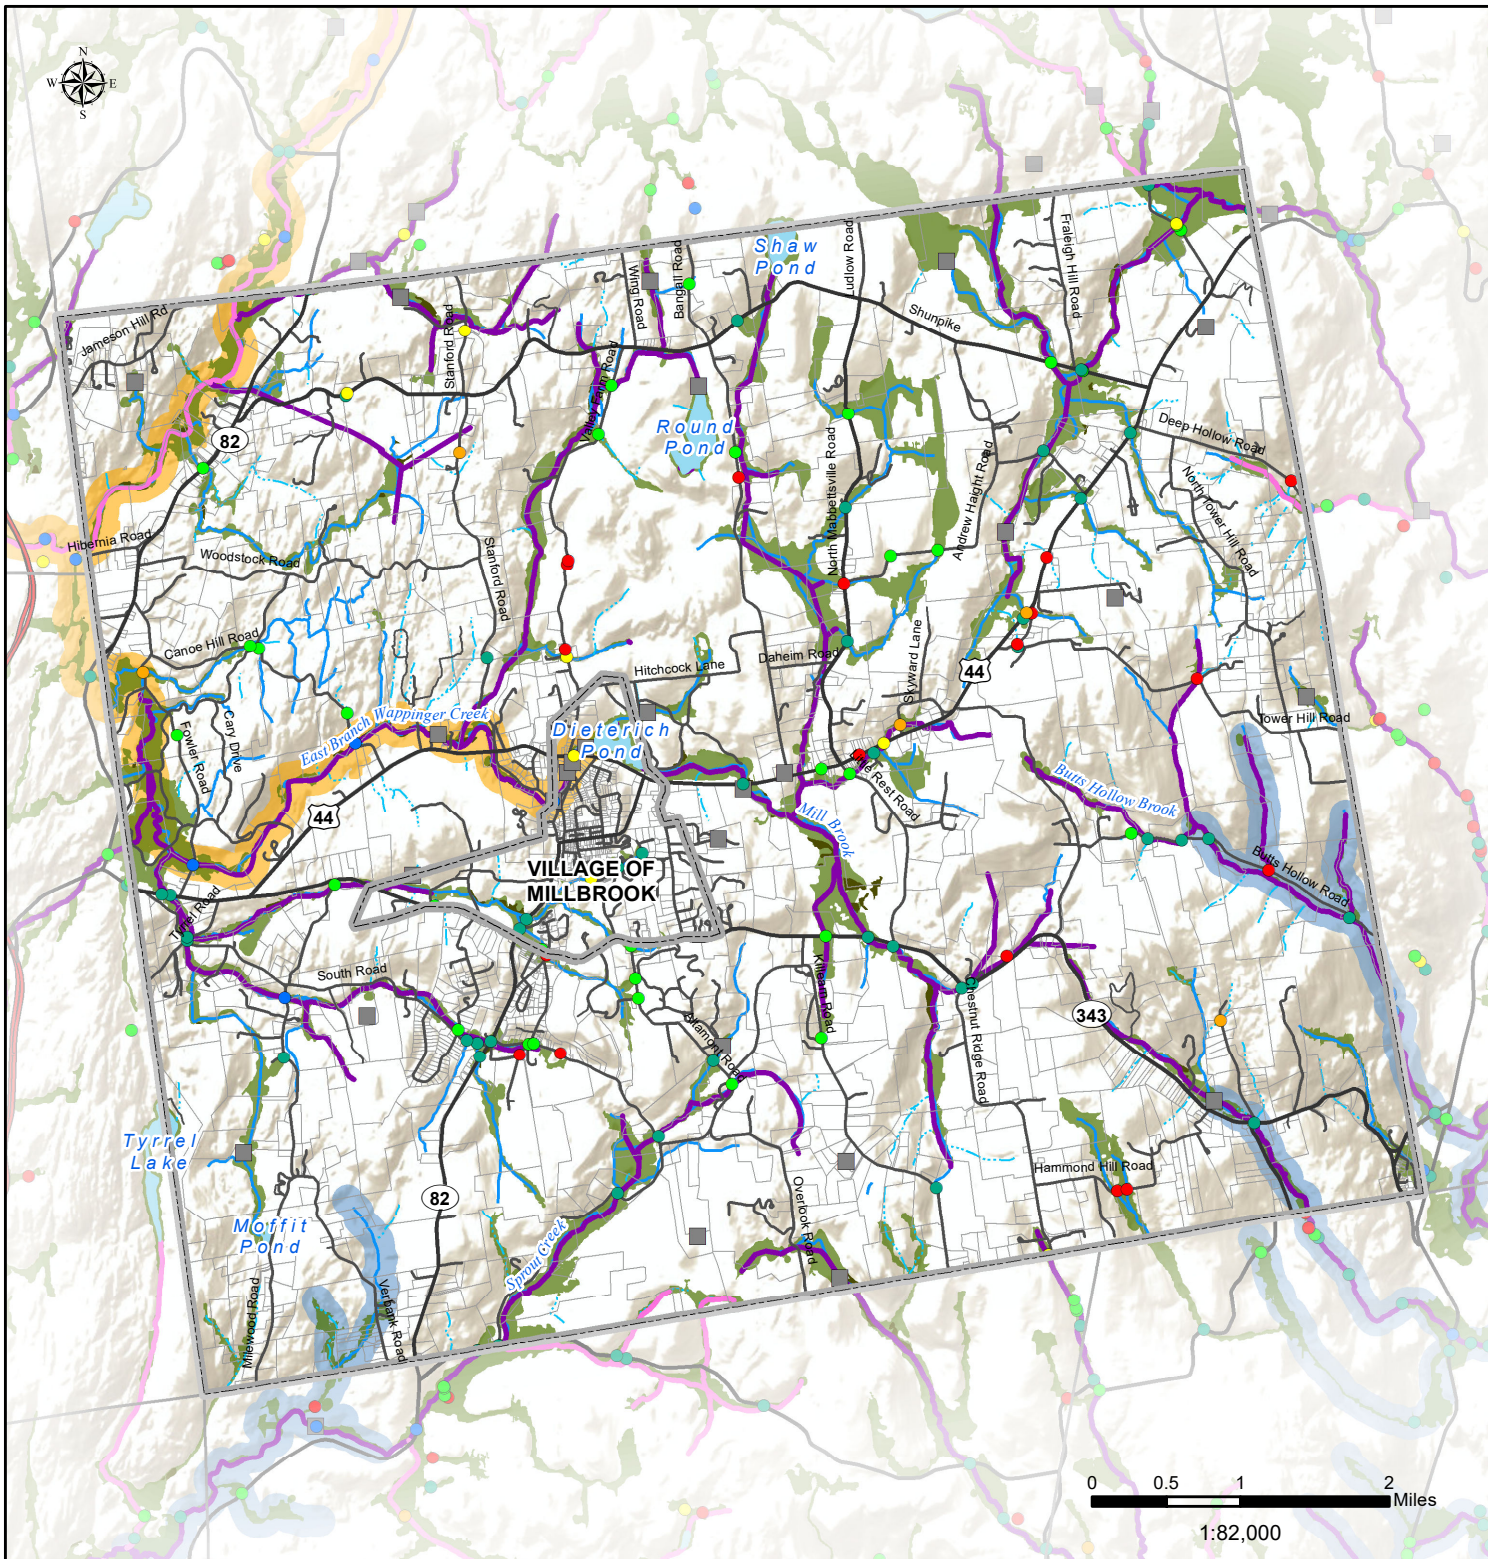 N
W E
S
Shaw
Pond
Ludlow Road
Fraleigh Hill Road
Wing Road
Bangall Road
Jameson Hill Rd
Stanford Road
Shunpike
Valley Farm Road
82
Round
Pond
Deep Hollow Road
North Mabbettsville Road
Andrew Haight Road
North Tower Hill Road
Hibernia Road
Woodstock Road
Stanford Road
Canoe Hill Road
Hitchcock Lane
Daheim Road
Skyward Lane
44
Tower Hill Road
Fowler Road
Cary Drive
East Branch Wappinger Creek
Dieterich
Pond
44
Tyrrel Road
VILLAGE OF
MILLBROOK
Mill Brook
Butts Hollow Brook
Butts Hollow Road
South Road
Killearn Road
Chestnut Ridge Road
343
Altamont Road
Tyrrel
Lake
Moffit
Pond
82
Hammond Hill Road
Overlook Road
Sprout Creek
Milewood Road
Verbank Road
0 0.5 1 2
Miles
1:82,000